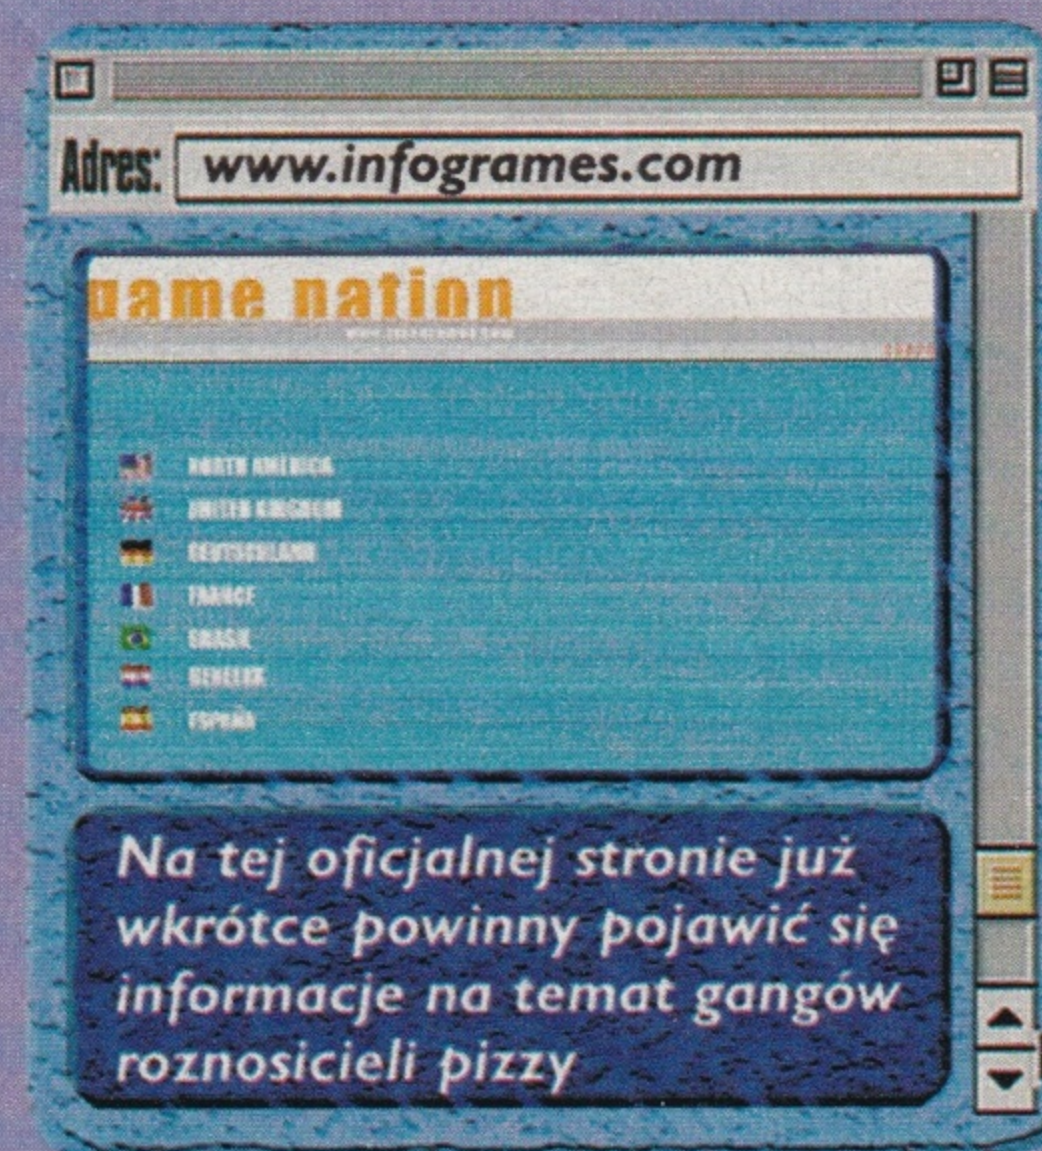 Adres: www.infogrames.com
game nation
NORTH AMERICA
UNITED KINGDOM
DEUTSCHLAND
FRANCE
BRASIL
BENELUX
ESPAÑA
Na tej oficjalnej stronie już
wkrótce powinny pojawić się
informacje na temat gangów
roznosicieli pizzy